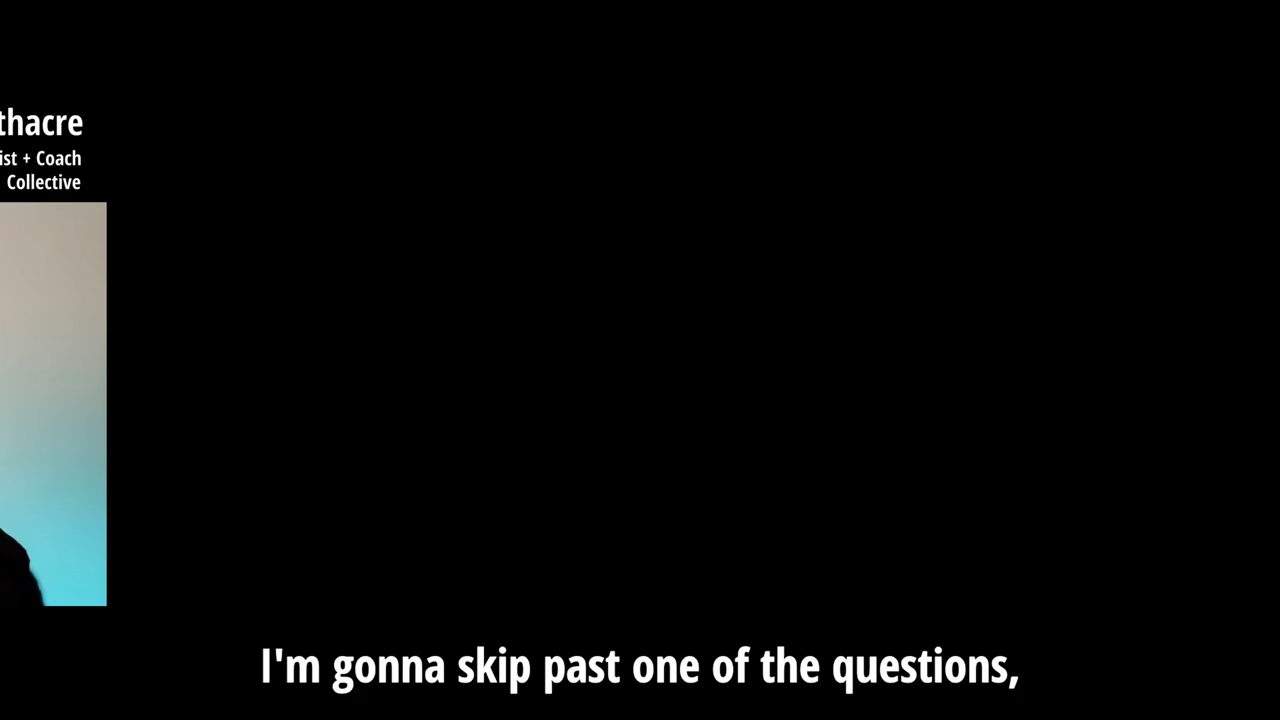 thacre
ist + Coach
Collective
I'm gonna skip past one of the questions,